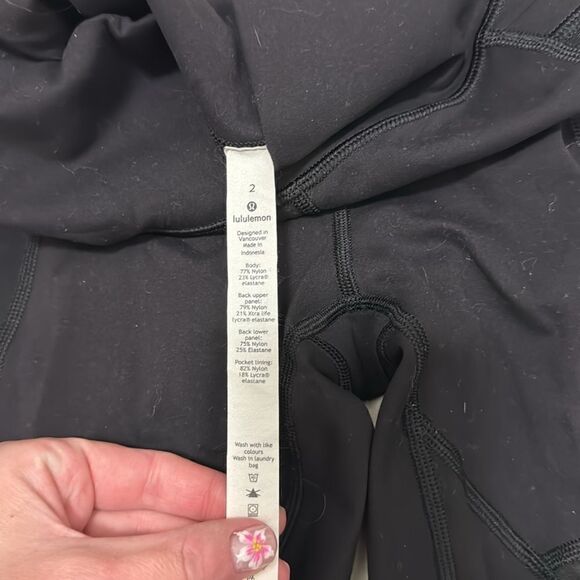 2
lululemon
Designed in
Vancouver
Made in
Indonesia
Body:
77% Nylon
23% Lycra®
elastane
Back upper
panel:
79% Nylon
21% Xtra life
lycra® elastane
Back lower
panel:
75% Nylon
25% Elastane
Pocket lining:
82% Nylon
18% Lycra®
elastane
Wash with like
colours
Wash in laundry
bag